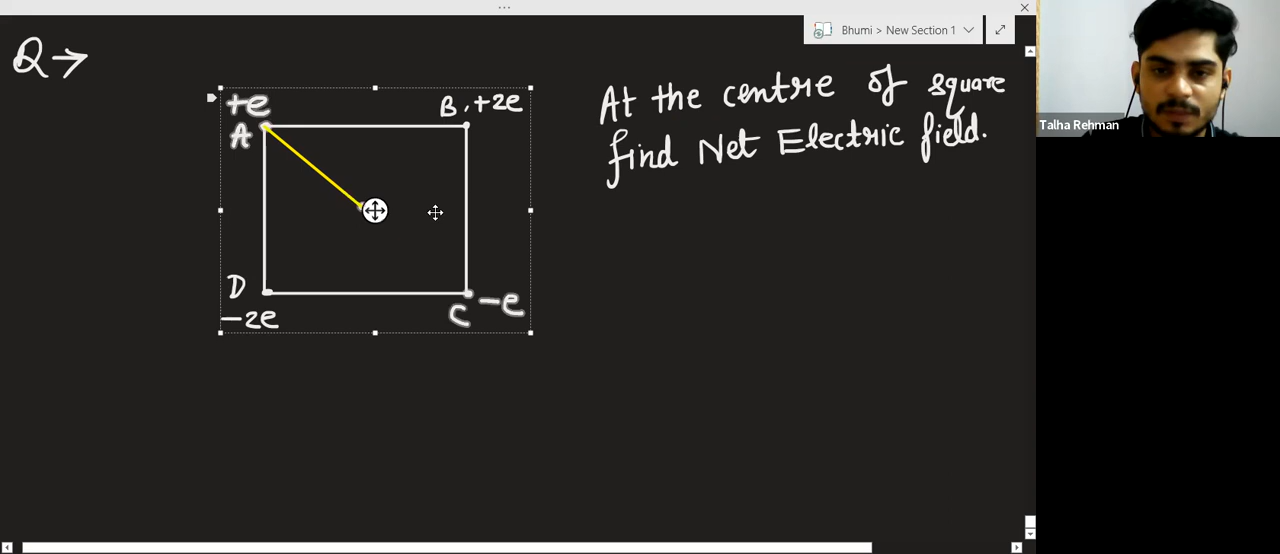 Bhumi > New Section 1
Q →
At the centre of square
find Net Electric field.
+e
A
B, +2e
D
-2e
C -e
Talha Rehman